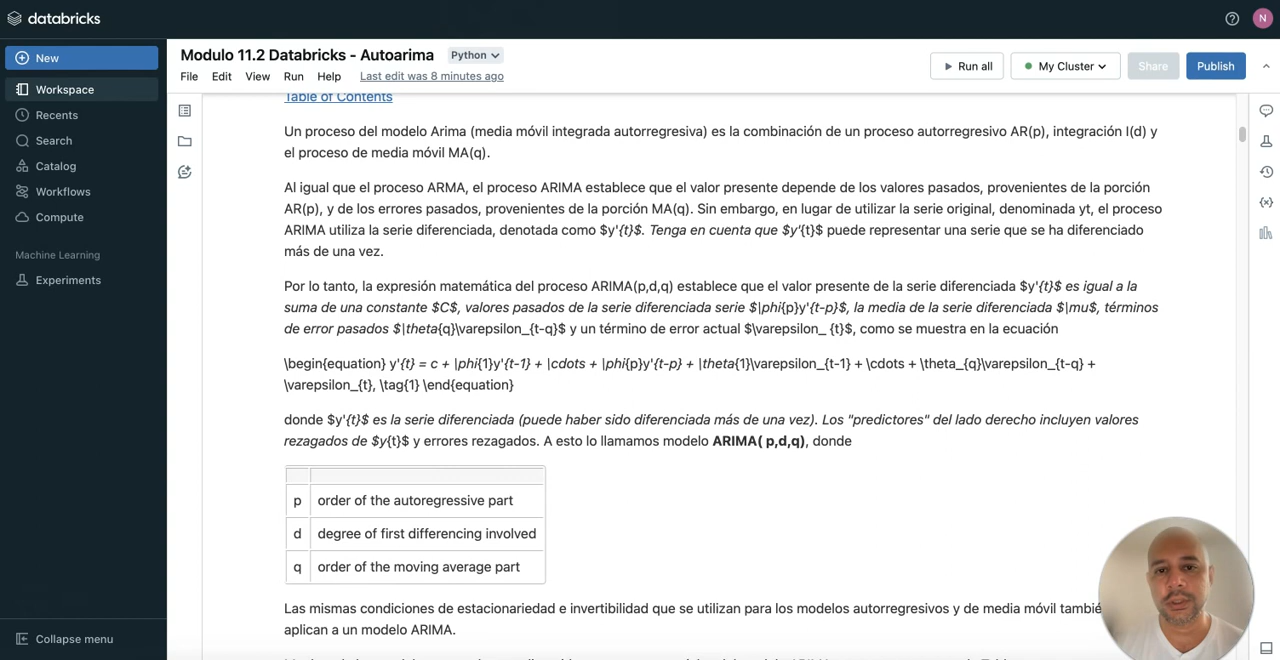 databricks
N
New
Workspace
Recents
Search
Catalog
Workflows
Compute
Machine Learning
Experiments
Collapse menu
Modulo 11.2 Databricks - Autoarima Python
File Edit View Run Help Last edit was 8 minutes ago
Run all My Cluster Share Publish
Table of Contents
Un proceso del modelo Arima (media móvil integrada autorregresiva) es la combinación de un proceso autorregresivo AR(p), integración I(d) y
el proceso de media móvil MA(q).
Al igual que el proceso ARMA, el proceso ARIMA establece que el valor presente depende de los valores pasados, provenientes de la porción
AR(p), y de los errores pasados, provenientes de la porción MA(q). Sin embargo, en lugar de utilizar la serie original, denominada yt, el proceso
ARIMA utiliza la serie diferenciada, denotada como $y'{t}$. Tenga en cuenta que $y'{t}$ puede representar una serie que se ha diferenciado
más de una vez.
Por lo tanto, la expresión matemática del proceso ARIMA(p,d,q) establece que el valor presente de la serie diferenciada $y'{t}$ es igual a la
suma de una constante $C$, valores pasados de la serie diferenciada serie $\phi{p}y'{t-p}$, la media de la serie diferenciada $\mu$, términos
de error pasados $\theta{q}\varepsilon_{t-q}$ y un término de error actual $\varepsilon_ {t}$, como se muestra en la ecuación
\begin{equation} y'{t} = c + \phi{1}y'{t-1} + \cdots + \phi{p}y'{t-p} + \theta{1}\varepsilon_{t-1} + \cdots + \theta_{q}\varepsilon_{t-q} +
\varepsilon_{t}, \tag{1} \end{equation}
donde $y'{t}$ es la serie diferenciada (puede haber sido diferenciada más de una vez). Los "predictores" del lado derecho incluyen valores
rezagados de $y{t}$ y errores rezagados. A esto lo llamamos modelo ARIMA( p,d,q), donde
p order of the autoregressive part
d degree of first differencing involved
q order of the moving average part
Las mismas condiciones de estacionariedad e invertibilidad que se utilizan para los modelos autorregresivos y de media móvil tambié
aplican a un modelo ARIMA.